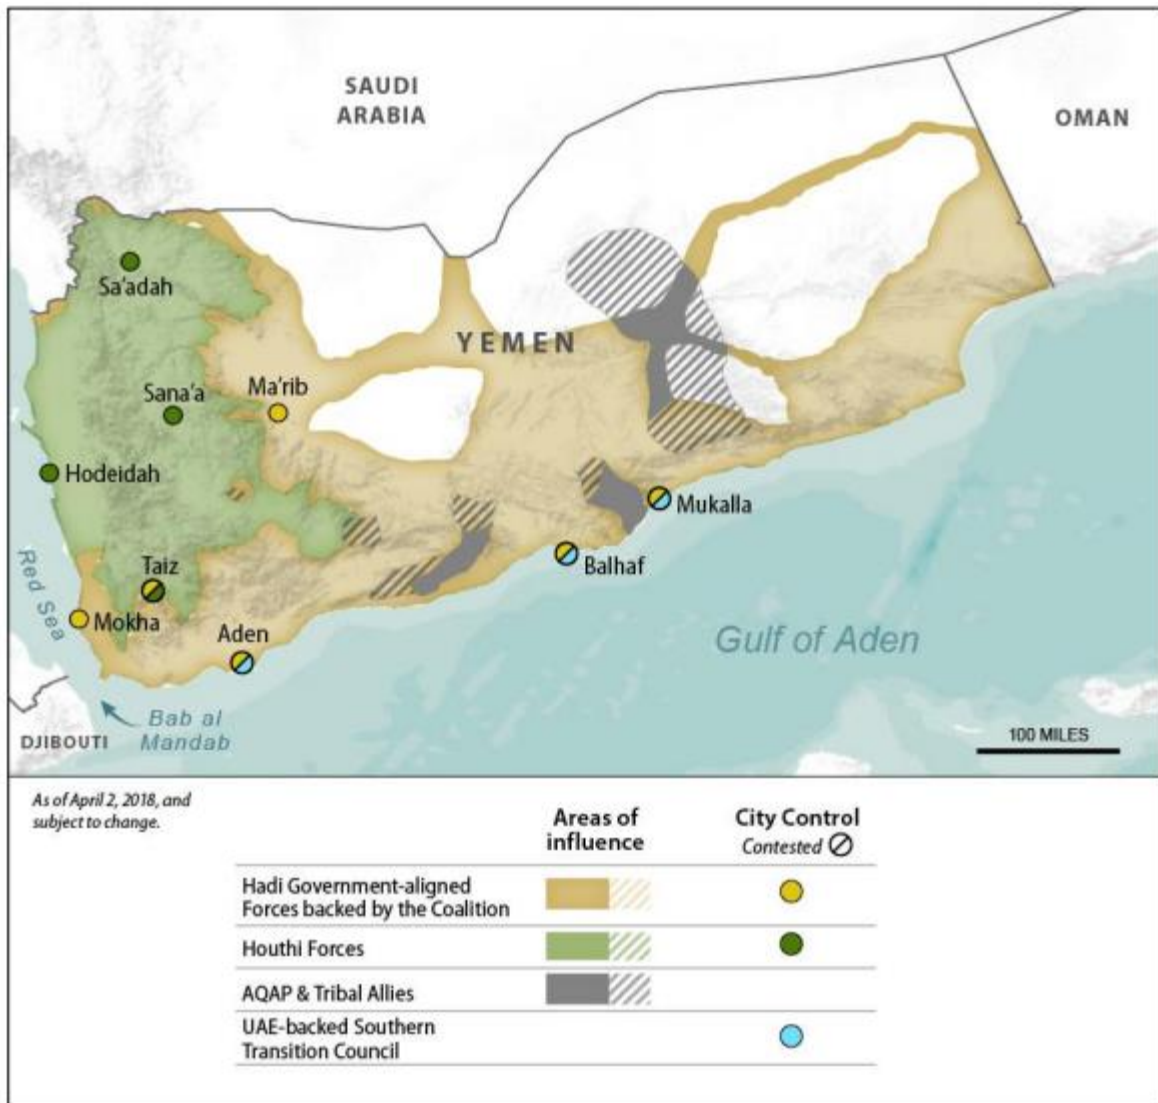 SAUDI
ARABIA
OMAN
Sa'adah
YEMEN
Sana'a
Ma'rib
Hodeidah
Mukalla
Balhaf
Taiz
Red Sea
Mokha
Aden
Gulf of Aden
Bab al
Mandab
DJIBOUTI
100 MILES
As of April 2, 2018, and
subject to change.
Areas of
influence
City Control
Contested
Hadi Government-aligned
Forces backed by the Coalition
Houthi Forces
AQAP & Tribal Allies
UAE-backed Southern
Transition Council